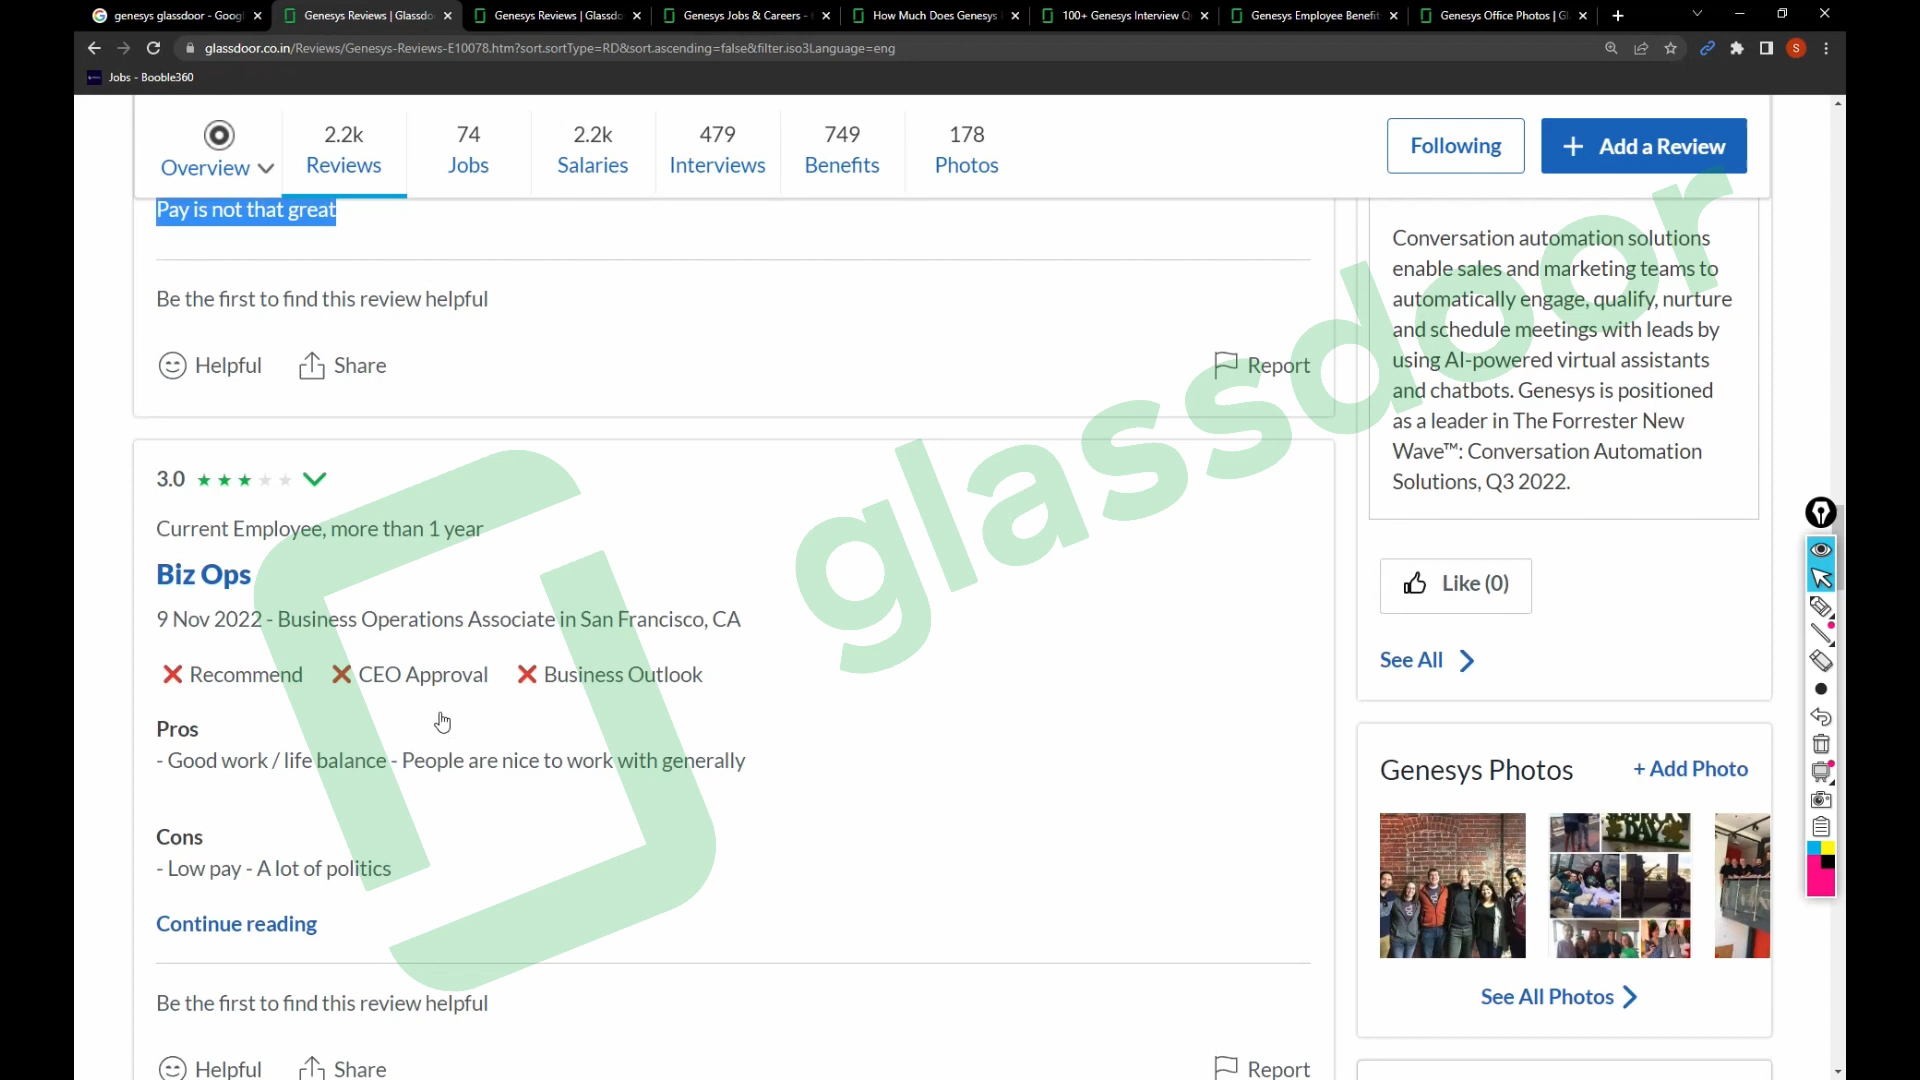 genesys glassdoor - Goog
Genesys Reviews | Glassdo
Genesys Reviews | Glassdo
Genesys Jobs & Careers -
How Much Does Genesys
100+ Genesys Interview Q
Genesys Employee Benefit
Genesys Office Photos | Gl
glassdoor.co.in/Reviews/Genesys-Reviews-E10078.htm?sort.sortType=RD&sort.ascending=false&filter.iso3Language=eng
S
Jobs - Booble360
Overview
2.2k
Reviews
74
Jobs
2.2k
Salaries
479
Interviews
749
Benefits
178
Photos
Following
+ Add a Review
Pay is not that great
Be the first to find this review helpful
Helpful
Share
Report
3.0
Current Employee, more than 1 year
Biz Ops
9 Nov 2022 - Business Operations Associate in San Francisco, CA
Recommend
CEO Approval
Business Outlook
Pros
- Good work / life balance - People are nice to work with generally
Cons
- Low pay - A lot of politics
Continue reading
Be the first to find this review helpful
Helpful
Share
Report
Conversation automation solutions
enable sales and marketing teams to
automatically engage, qualify, nurture
and schedule meetings with leads by
using AI-powered virtual assistants
and chatbots. Genesys is positioned
as a leader in The Forrester New
Wave™: Conversation Automation
Solutions, Q3 2022.
Like (0)
See All
Genesys Photos
+ Add Photo
See All Photos
glassdoor